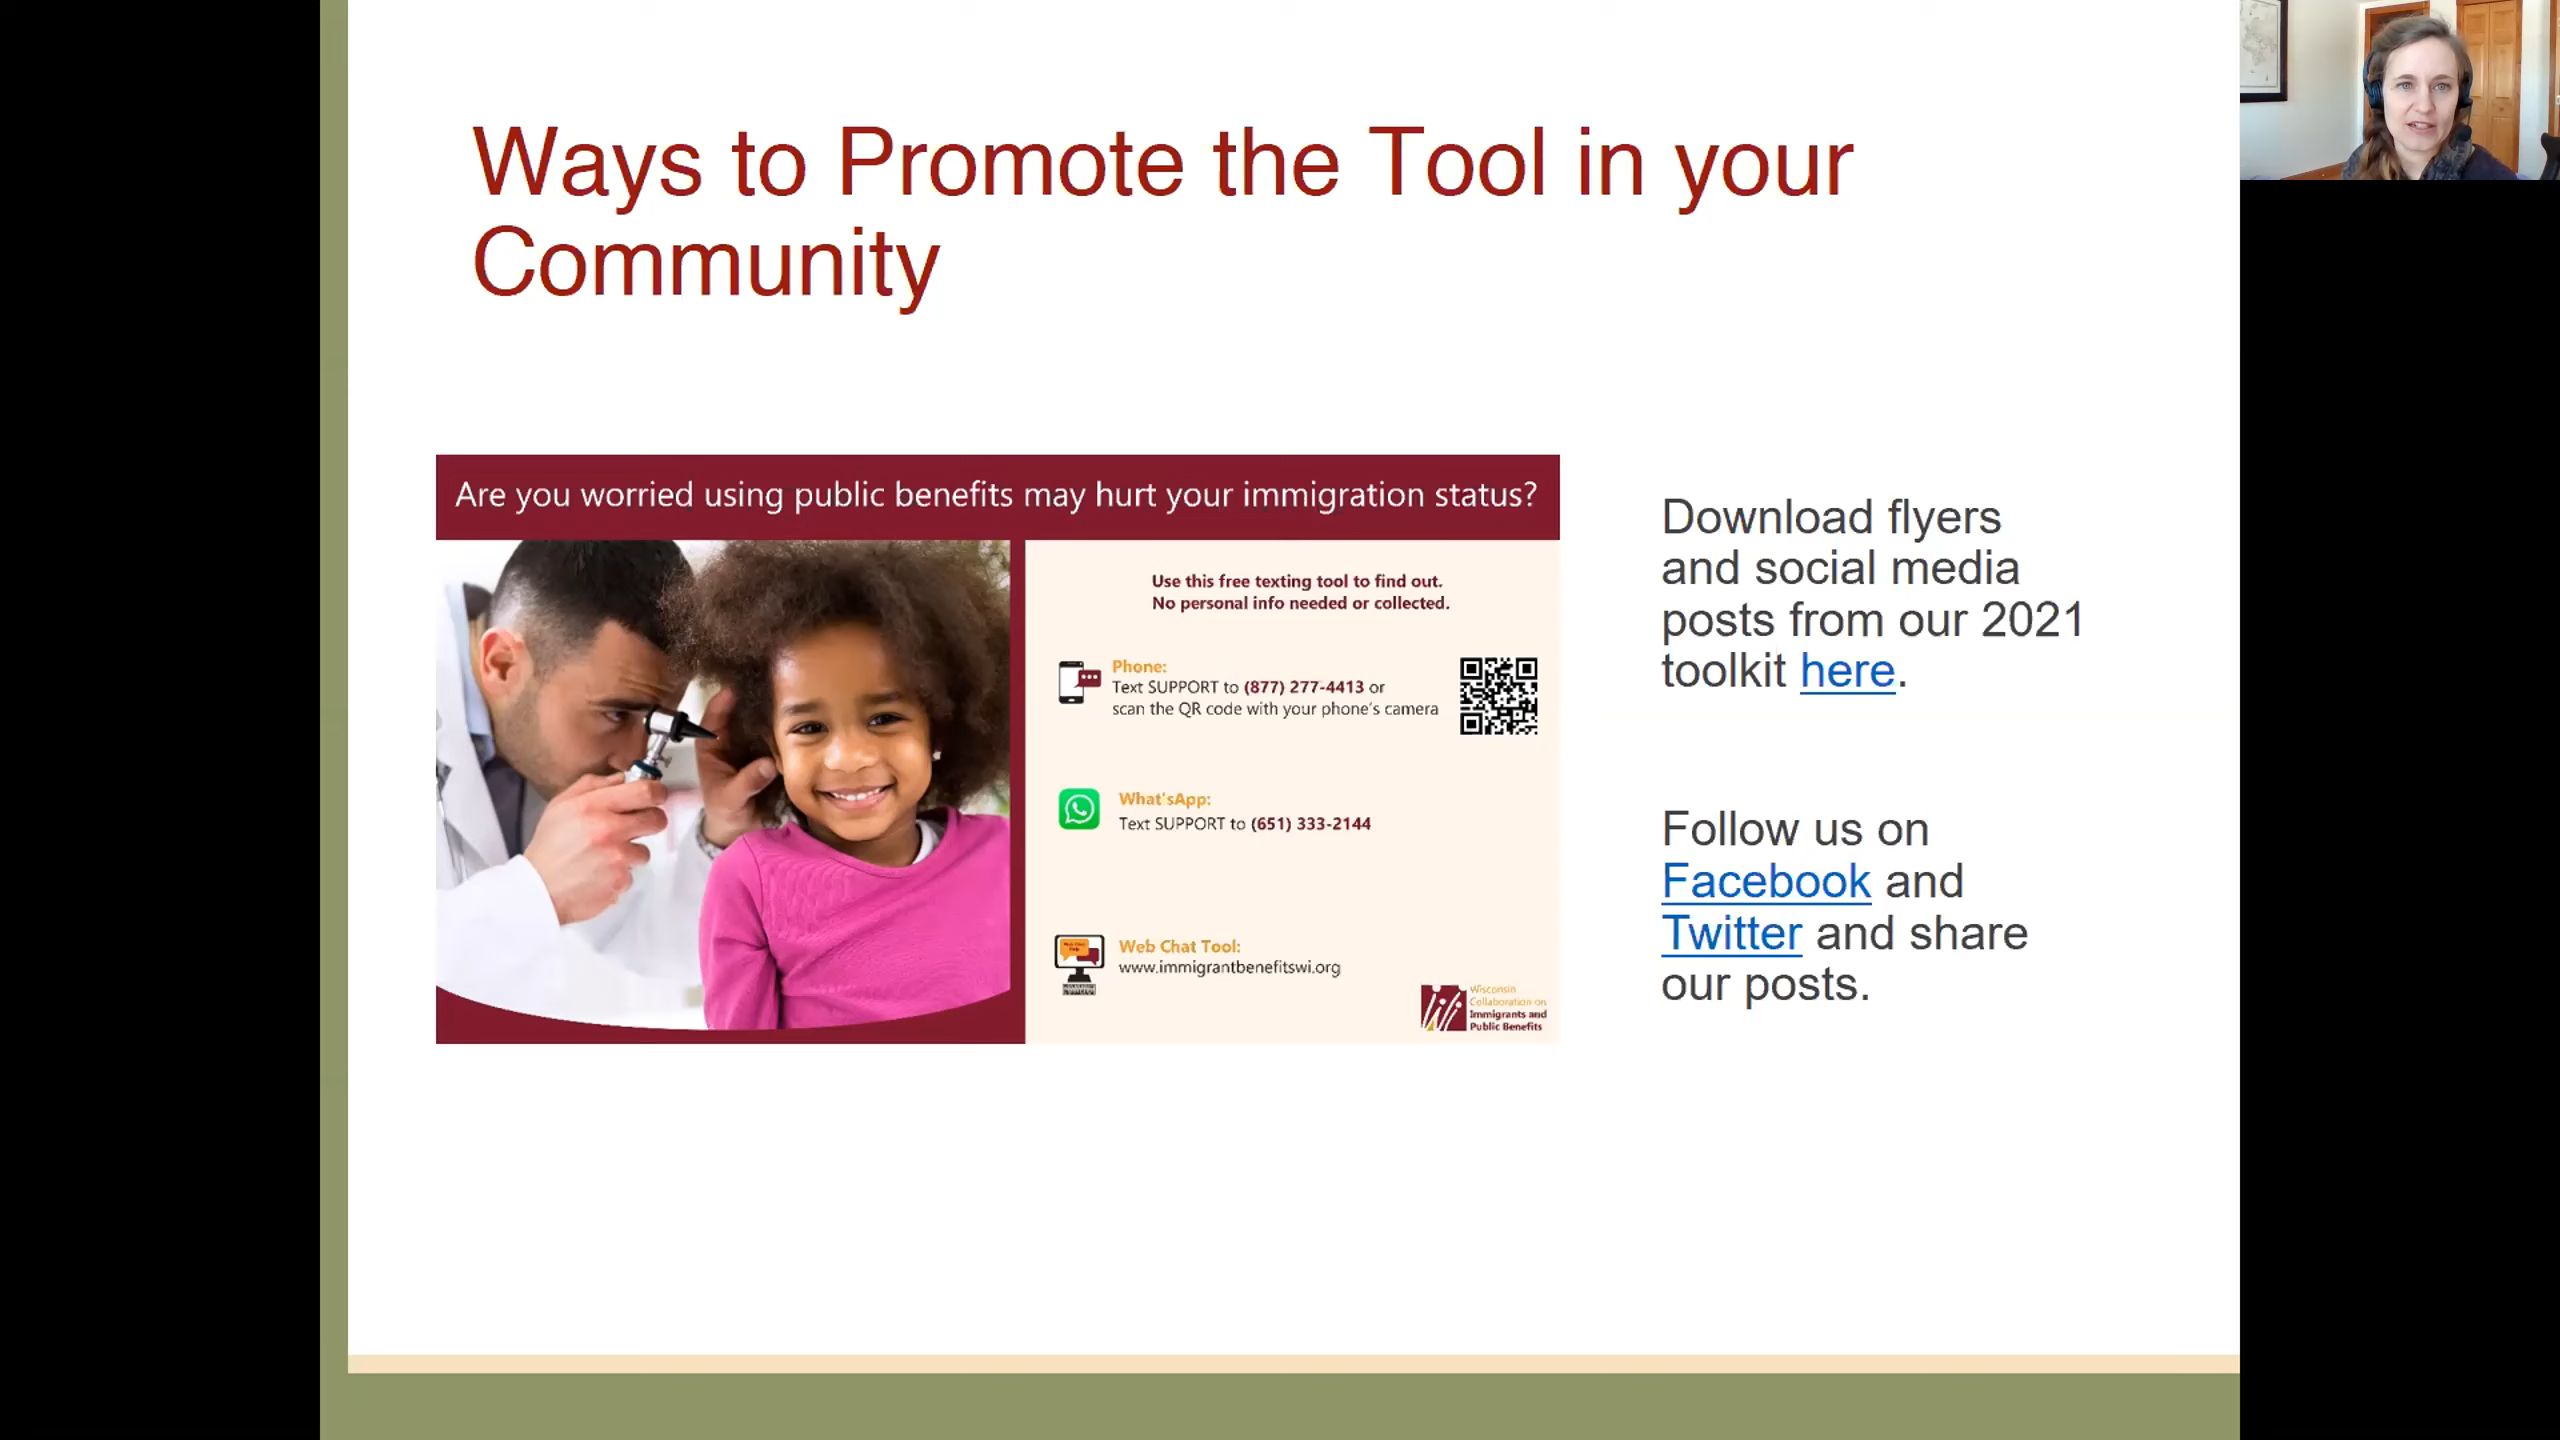 Ways to Promote the Tool in your
Community
Are you worried using public benefits may hurt your immigration status?
Use this free texting tool to find out.
No personal info needed or collected.
Phone:
Text SUPPORT to (877) 277-4413 or
scan the QR code with your phone's camera
What'sApp:
Text SUPPORT to (651) 333-2144
Web Chat Tool:
www.immigrantbenefitswi.org
Wisconsin
Collaboration on
Immigrants and
Public Benefits
Download flyers
and social media
posts from our 2021
toolkit here.
Follow us on
Facebook and
Twitter and share
our posts.